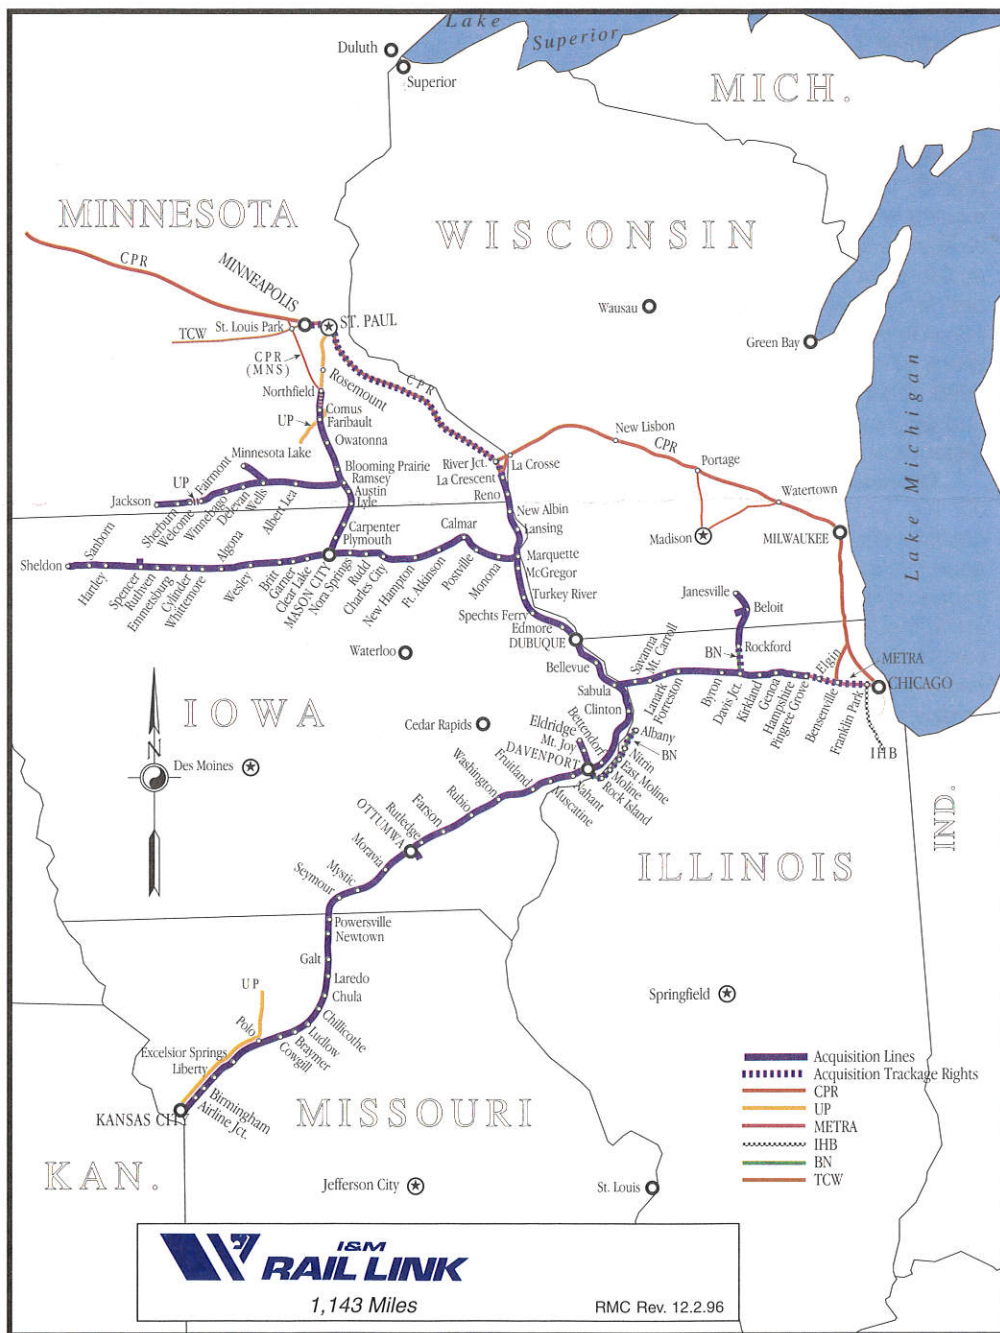 Lake
Superior
Duluth
Superior
MICH.
MINNESOTA
WISCONSIN
CPR
MINNEAPOLIS
Wausau
ST. PAUL
St. Louis Park
TCW
Green Bay
CPR
(MNS)
CPR
Rosemount
Northfield
Lake Michigan
Comus
UP
Faribault
New Lisbon
Owatonna
CPR
Minnesota Lake
River Jct.
La Crosse
Portage
Blooming Prairie
UP
Fairmont
La Crescent
Ramsey
Watertown
Jackson
Sherburn
Welcome
Winnebago
Delevan
Wells
Albert Lea
Austin
Lyle
Reno
New Albin
Lansing
Carpenter
Plymouth
Calmar
Madison
MILWAUKEE
Sheldon
Sanborn
Hartley
Spencer
Ruthven
Emmetsburg
Cylinder
Whittemore
Algona
Wesley
Britt
Garner
Clear Lake
MASON CITY
Nora Springs
Rudd
Charles City
New Hampton
Ft. Atkinson
Postville
Monona
Marquette
McGregor
Turkey River
Janesville
Beloit
Spechts Ferry
Edmore
DUBUQUE
Savanna
Mt. Carroll
BN
Rockford
Elgin
METRA
Waterloo
Bellevue
Sabula
Clinton
Lanark
Forreston
Byron
Davis Jct.
Kirkland
Genoa
Hampshire
Pingree Grove
Bensenville
Franklin Park
CHICAGO
IHB
IOWA
N
Cedar Rapids
Bettendorf
Eldridge
Mt. Joy
DAVENPORT
Albany
BN
Nitrin
East Moline
Moline
Rock Island
Nahant
Muscatine
Des Moines
Washington
Fruitland
Rubio
Farson
Rutledge
OTTUMWA
Moravia
Mystic
Seymour
IND.
ILLINOIS
Powersville
Newtown
Galt
Laredo
UP
Chula
Springfield
Chillicothe
Polo
Ludlow
Braymer
Cowgill
Excelsior Springs
Liberty
Birmingham
Airline Jct.
KANSAS CITY
MISSOURI
KAN.
Jefferson City
St. Louis
Acquisition Lines
Acquisition Trackage Rights
CPR
UP
METRA
IHB
BN
TCW
I&M
RAIL LINK
1,143 Miles
RMC Rev. 12.2.96